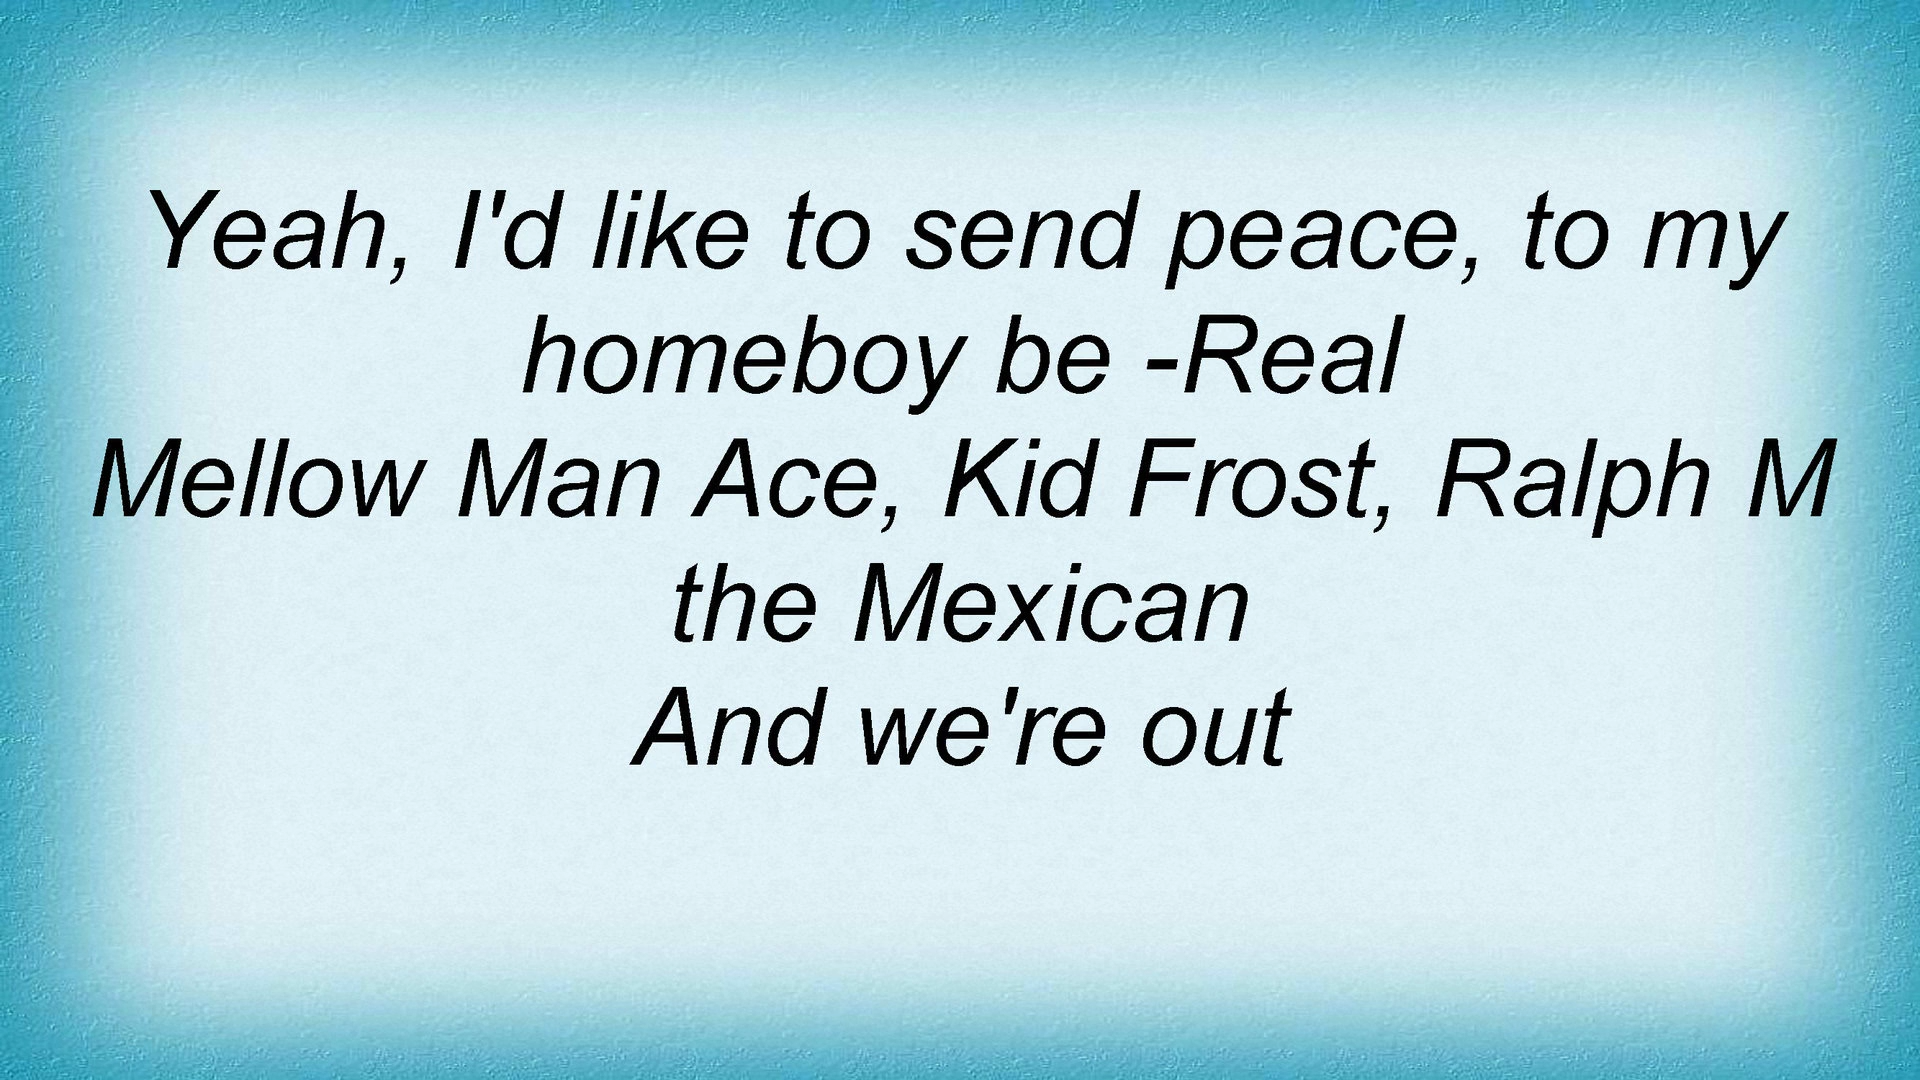 Yeah, I'd like to send peace, to my
homeboy be -Real
Mellow Man Ace, Kid Frost, Ralph M
the Mexican
And we're out